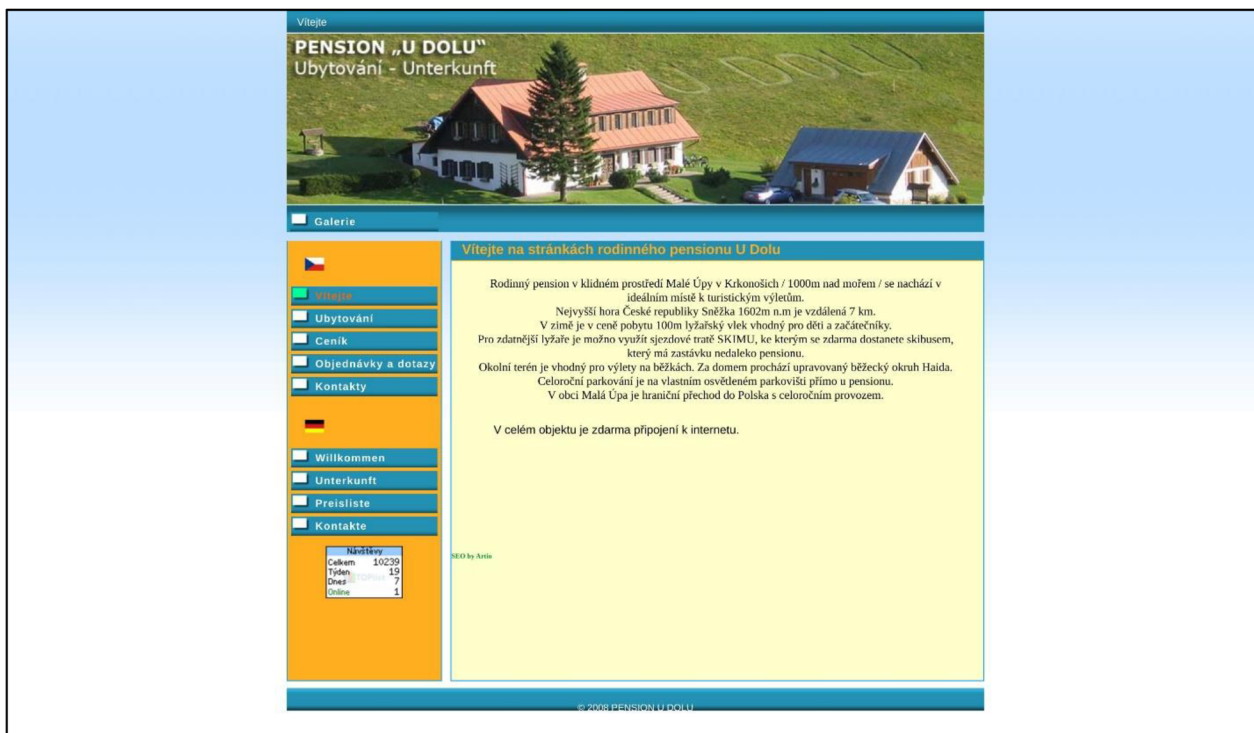 Vítejte
PENSION „U DOLU"
Ubytování - Unterkunft
U DOLU
Galerie
Vítejte
Ubytování
Ceník
Objednávky a dotazy
Kontakty
Willkommen
Unterkunft
Preisliste
Kontakte
Návštěvy
Celkem 10239
Týden 19
Dnes 7
Online 1
Vítejte na stránkách rodinného pensionu U Dolu
Rodinný pension v klidném prostředí Malé Úpy v Krkonoších / 1000m nad mořem / se nachází v
ideálním místě k turistickým výletům.
Nejvyšší hora České republiky Sněžka 1602m n.m je vzdálená 7 km.
V zimě je v ceně pobytu 100m lyžařský vlek vhodný pro děti a začátečníky.
Pro zdatnější lyžaře je možno využít sjezdové tratě SKIMU, ke kterým se zdarma dostanete skibusem,
který má zastávku nedaleko pensionu.
Okolní terén je vhodný pro výlety na běžkách. Za domem prochází upravovaný běžecký okruh Haida.
Celoroční parkování je na vlastním osvětleném parkovišti přímo u pensionu.
V obci Malá Úpa je hraniční přechod do Polska s celoročním provozem.
V celém objektu je zdarma připojení k internetu.
SEO by Artio
© 2008 PENSION U DOLU